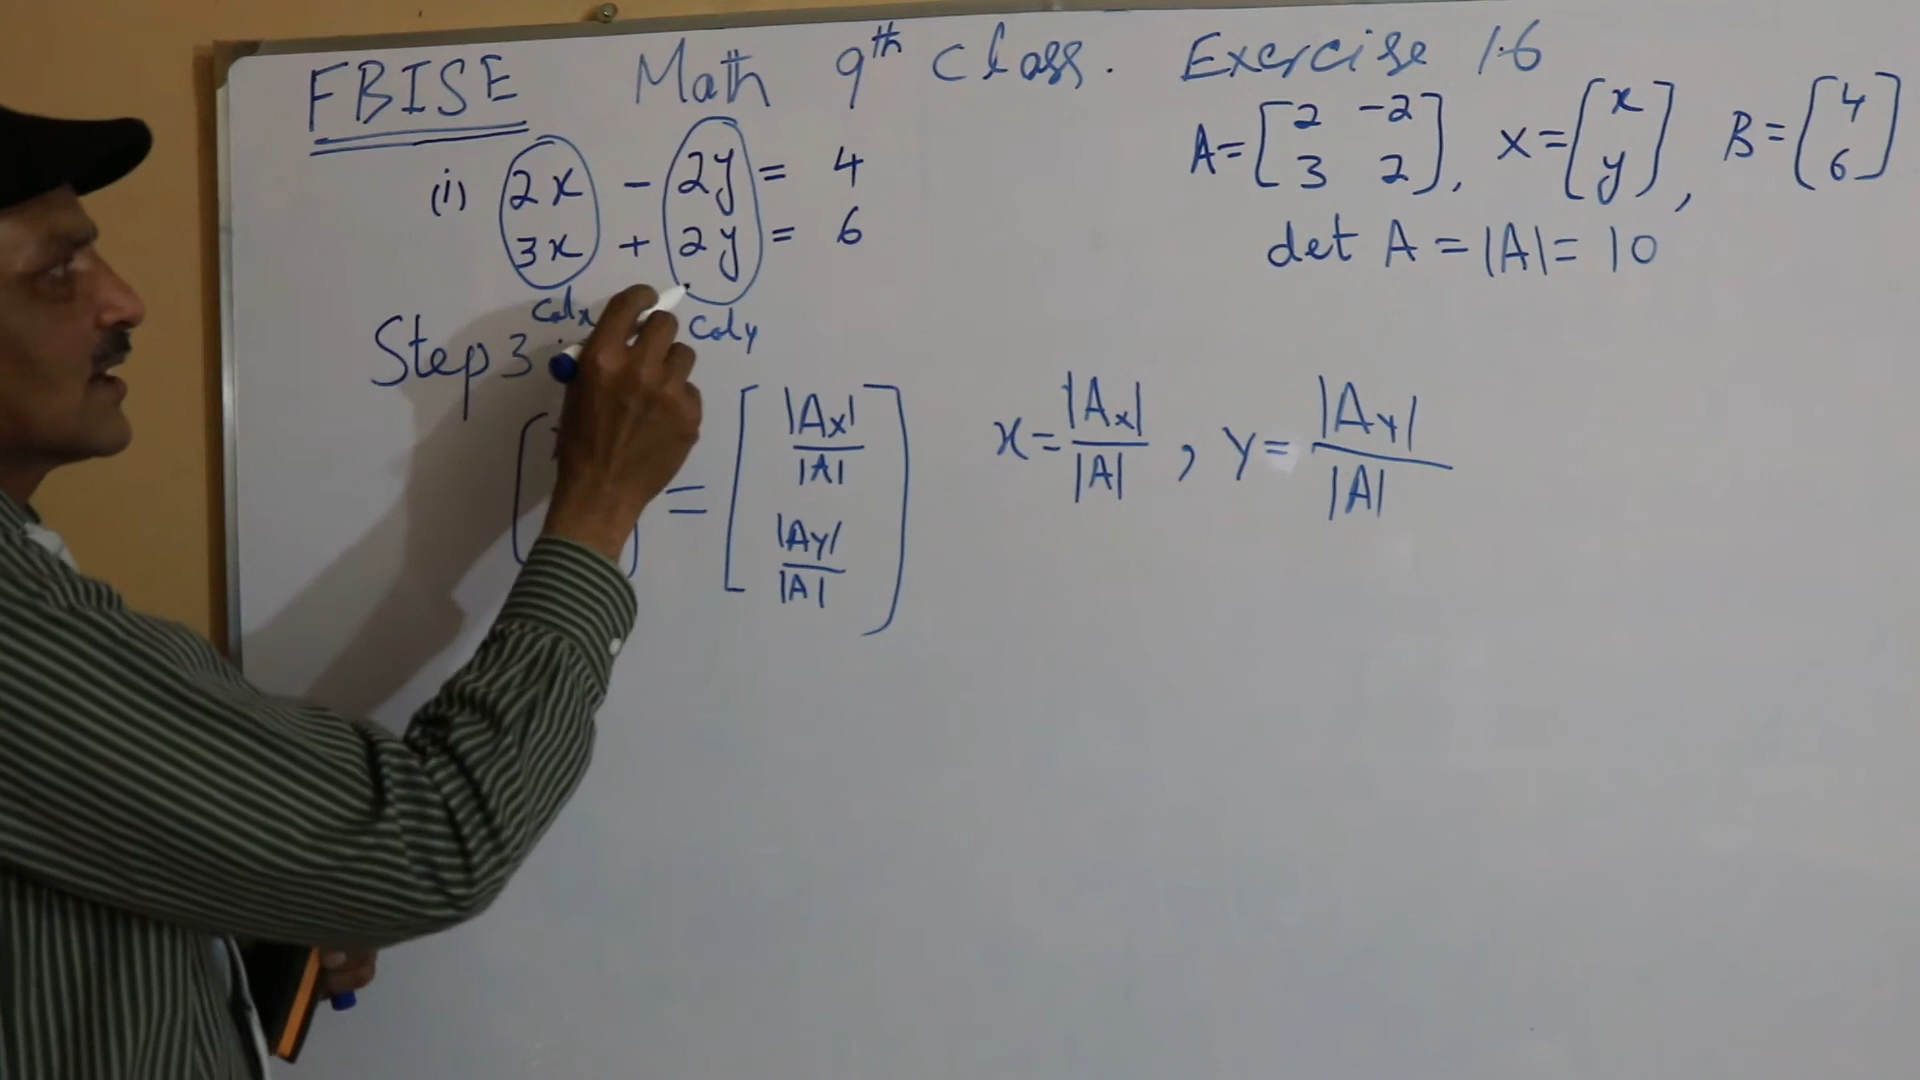 FBISE Math 9th Class. Exercise 1.6
(i) 2x - 2y = 4
3x + 2y = 6
Colx Coly
A = [2 -2
3 2], X = [x
y], B = [4
6]
det A = |A| = 10
Step 3
= [|Ax|/|A|
|Ay|/|A|]
x = |Ax|/|A| , y = |Ay|/|A|